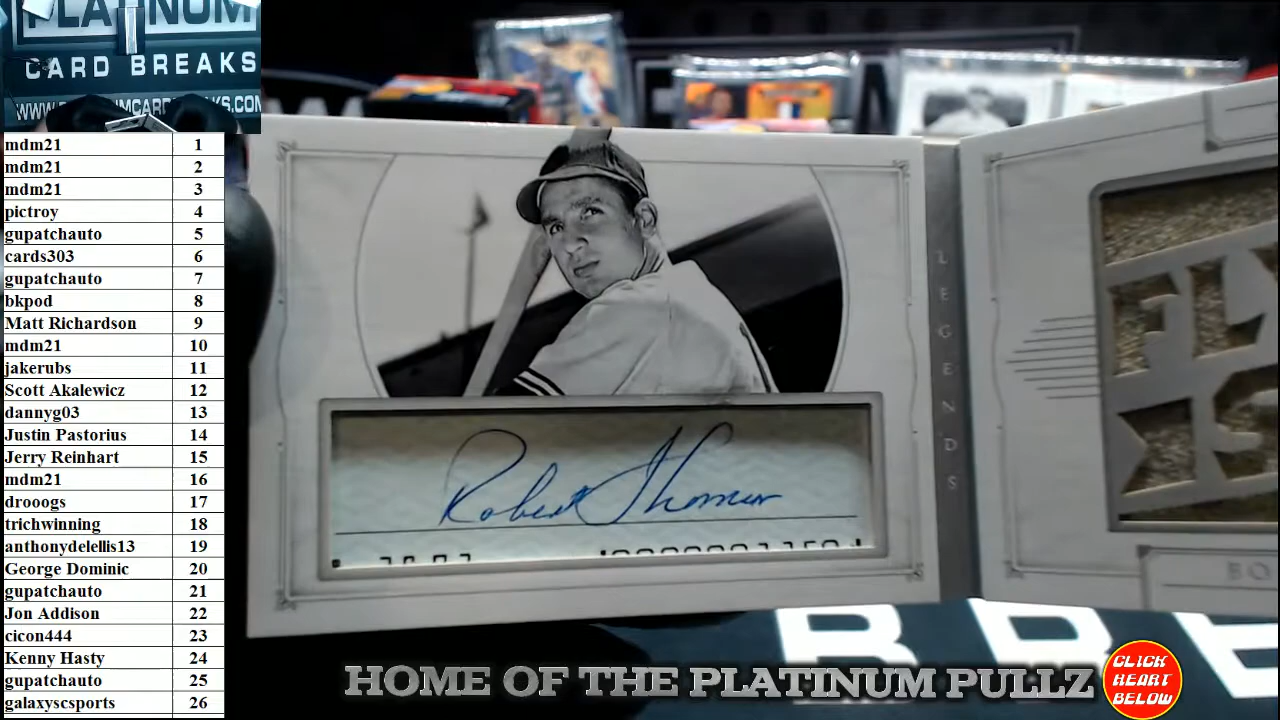 PLATINUM
CARD BREAKS
mdm21 1
mdm21 2
mdm21 3
pictroy 4
gupatchauto 5
cards303 6
gupatchauto 7
bkpod 8
Matt Richardson 9
mdm21 10
jakerubs 11
Scott Akalewicz 12
dannyg03 13
Justin Pastorius 14
Jerry Reinhart 15
mdm21 16
drooogs 17
trichwinning 18
anthonydelellis13 19
George Dominic 20
gupatchauto 21
Jon Addison 22
cicon444 23
Kenny Hasty 24
gupatchauto 25
galaxyscsports 26
Robert Thomson
LEGENDS
FLY
BO
BRE
HOME OF THE PLATINUM PULLZ
CLICK
HEART
BELOW